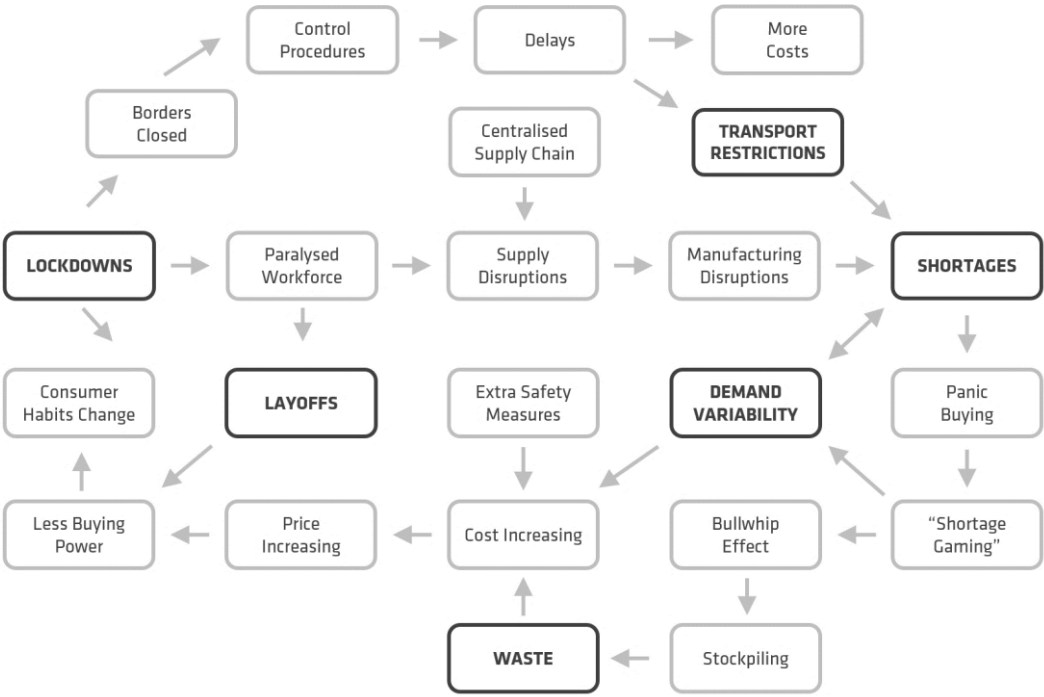 Control
Procedures
Delays
More
Costs
Borders
Closed
Centralised
Supply Chain
TRANSPORT
RESTRICTIONS
LOCKDOWNS
Paralysed
Workforce
Supply
Disruptions
Manufacturing
Disruptions
SHORTAGES
Consumer
Habits Change
LAYOFFS
Extra Safety
Measures
DEMAND
VARIABILITY
Panic
Buying
Less Buying
Power
Price
Increasing
Cost Increasing
Bullwhip
Effect
“Shortage
Gaming”
WASTE
Stockpiling